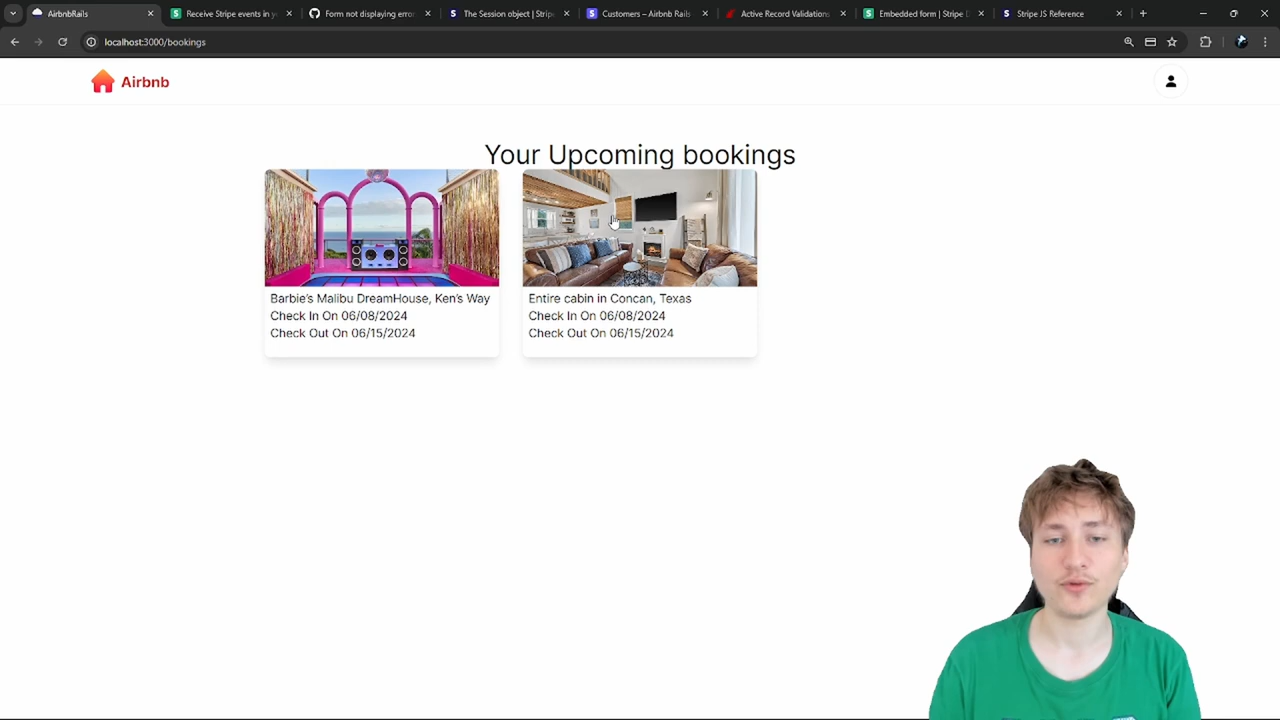 AirbnbRails
Receive Stripe events in y
Form not displaying erro
The Session object | Strip
Customers – Airbnb Rails
Active Record Validations
Embedded form | Stripe D
Stripe JS Reference
localhost:3000/bookings
Airbnb
Your Upcoming bookings
Barbie’s Malibu DreamHouse, Ken’s Way
Check In On 06/08/2024
Check Out On 06/15/2024
Entire cabin in Concan, Texas
Check In On 06/08/2024
Check Out On 06/15/2024